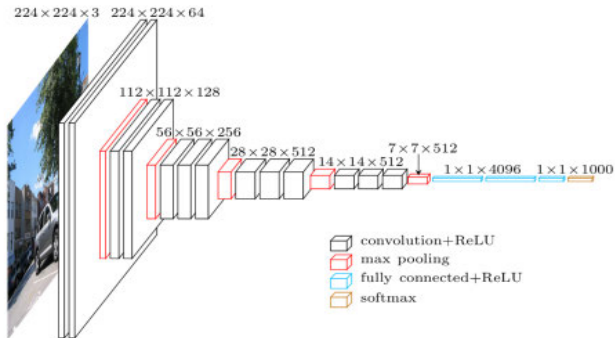 224×224×3
224×224×64
112×112×128
56×56×256
28×28×512
14×14×512
7×7×512
1×1×4096
1×1×1000
convolution+ReLU
max pooling
fully connected+ReLU
softmax